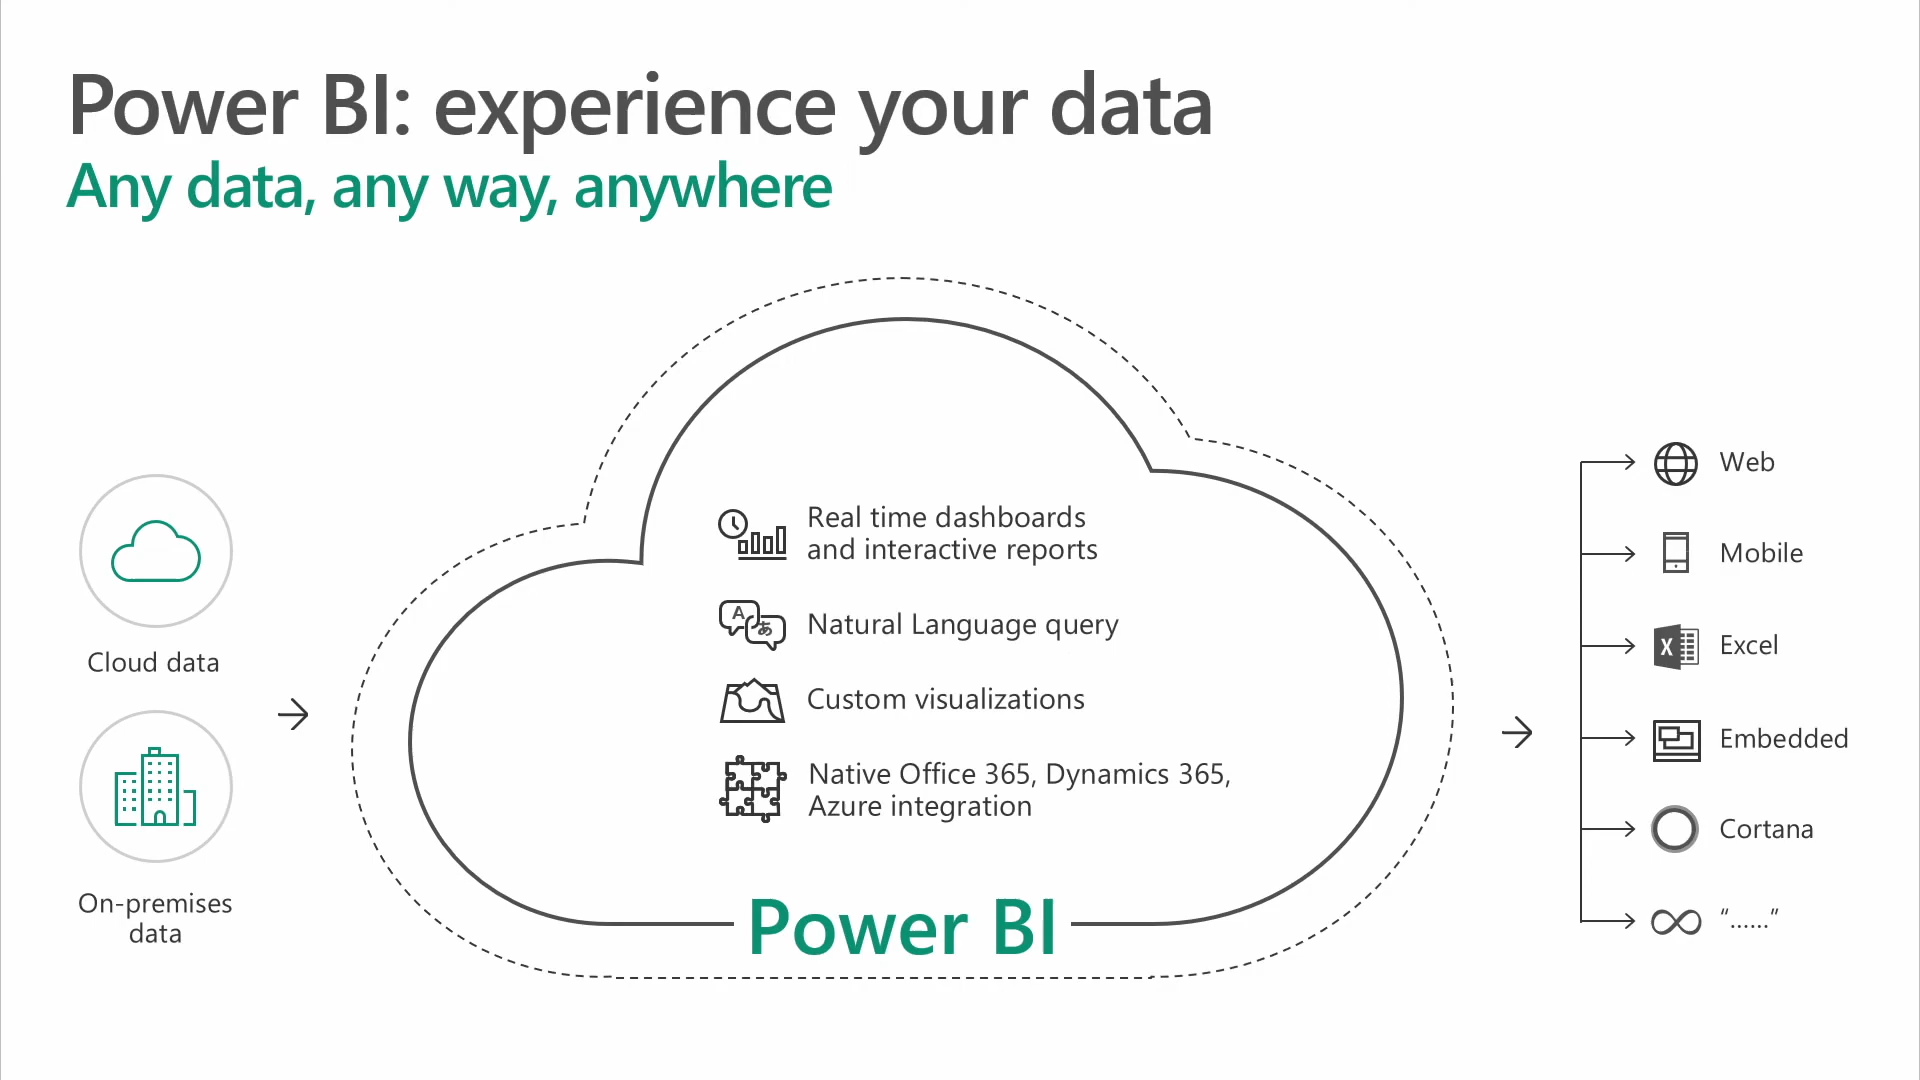 Power BI: experience your data
Any data, any way, anywhere
Cloud data
On-premises
data
Real time dashboards
and interactive reports
A
あ
Natural Language query
Custom visualizations
Native Office 365, Dynamics 365,
Azure integration
Power BI
Web
Mobile
X
Excel
Embedded
Cortana
“......”